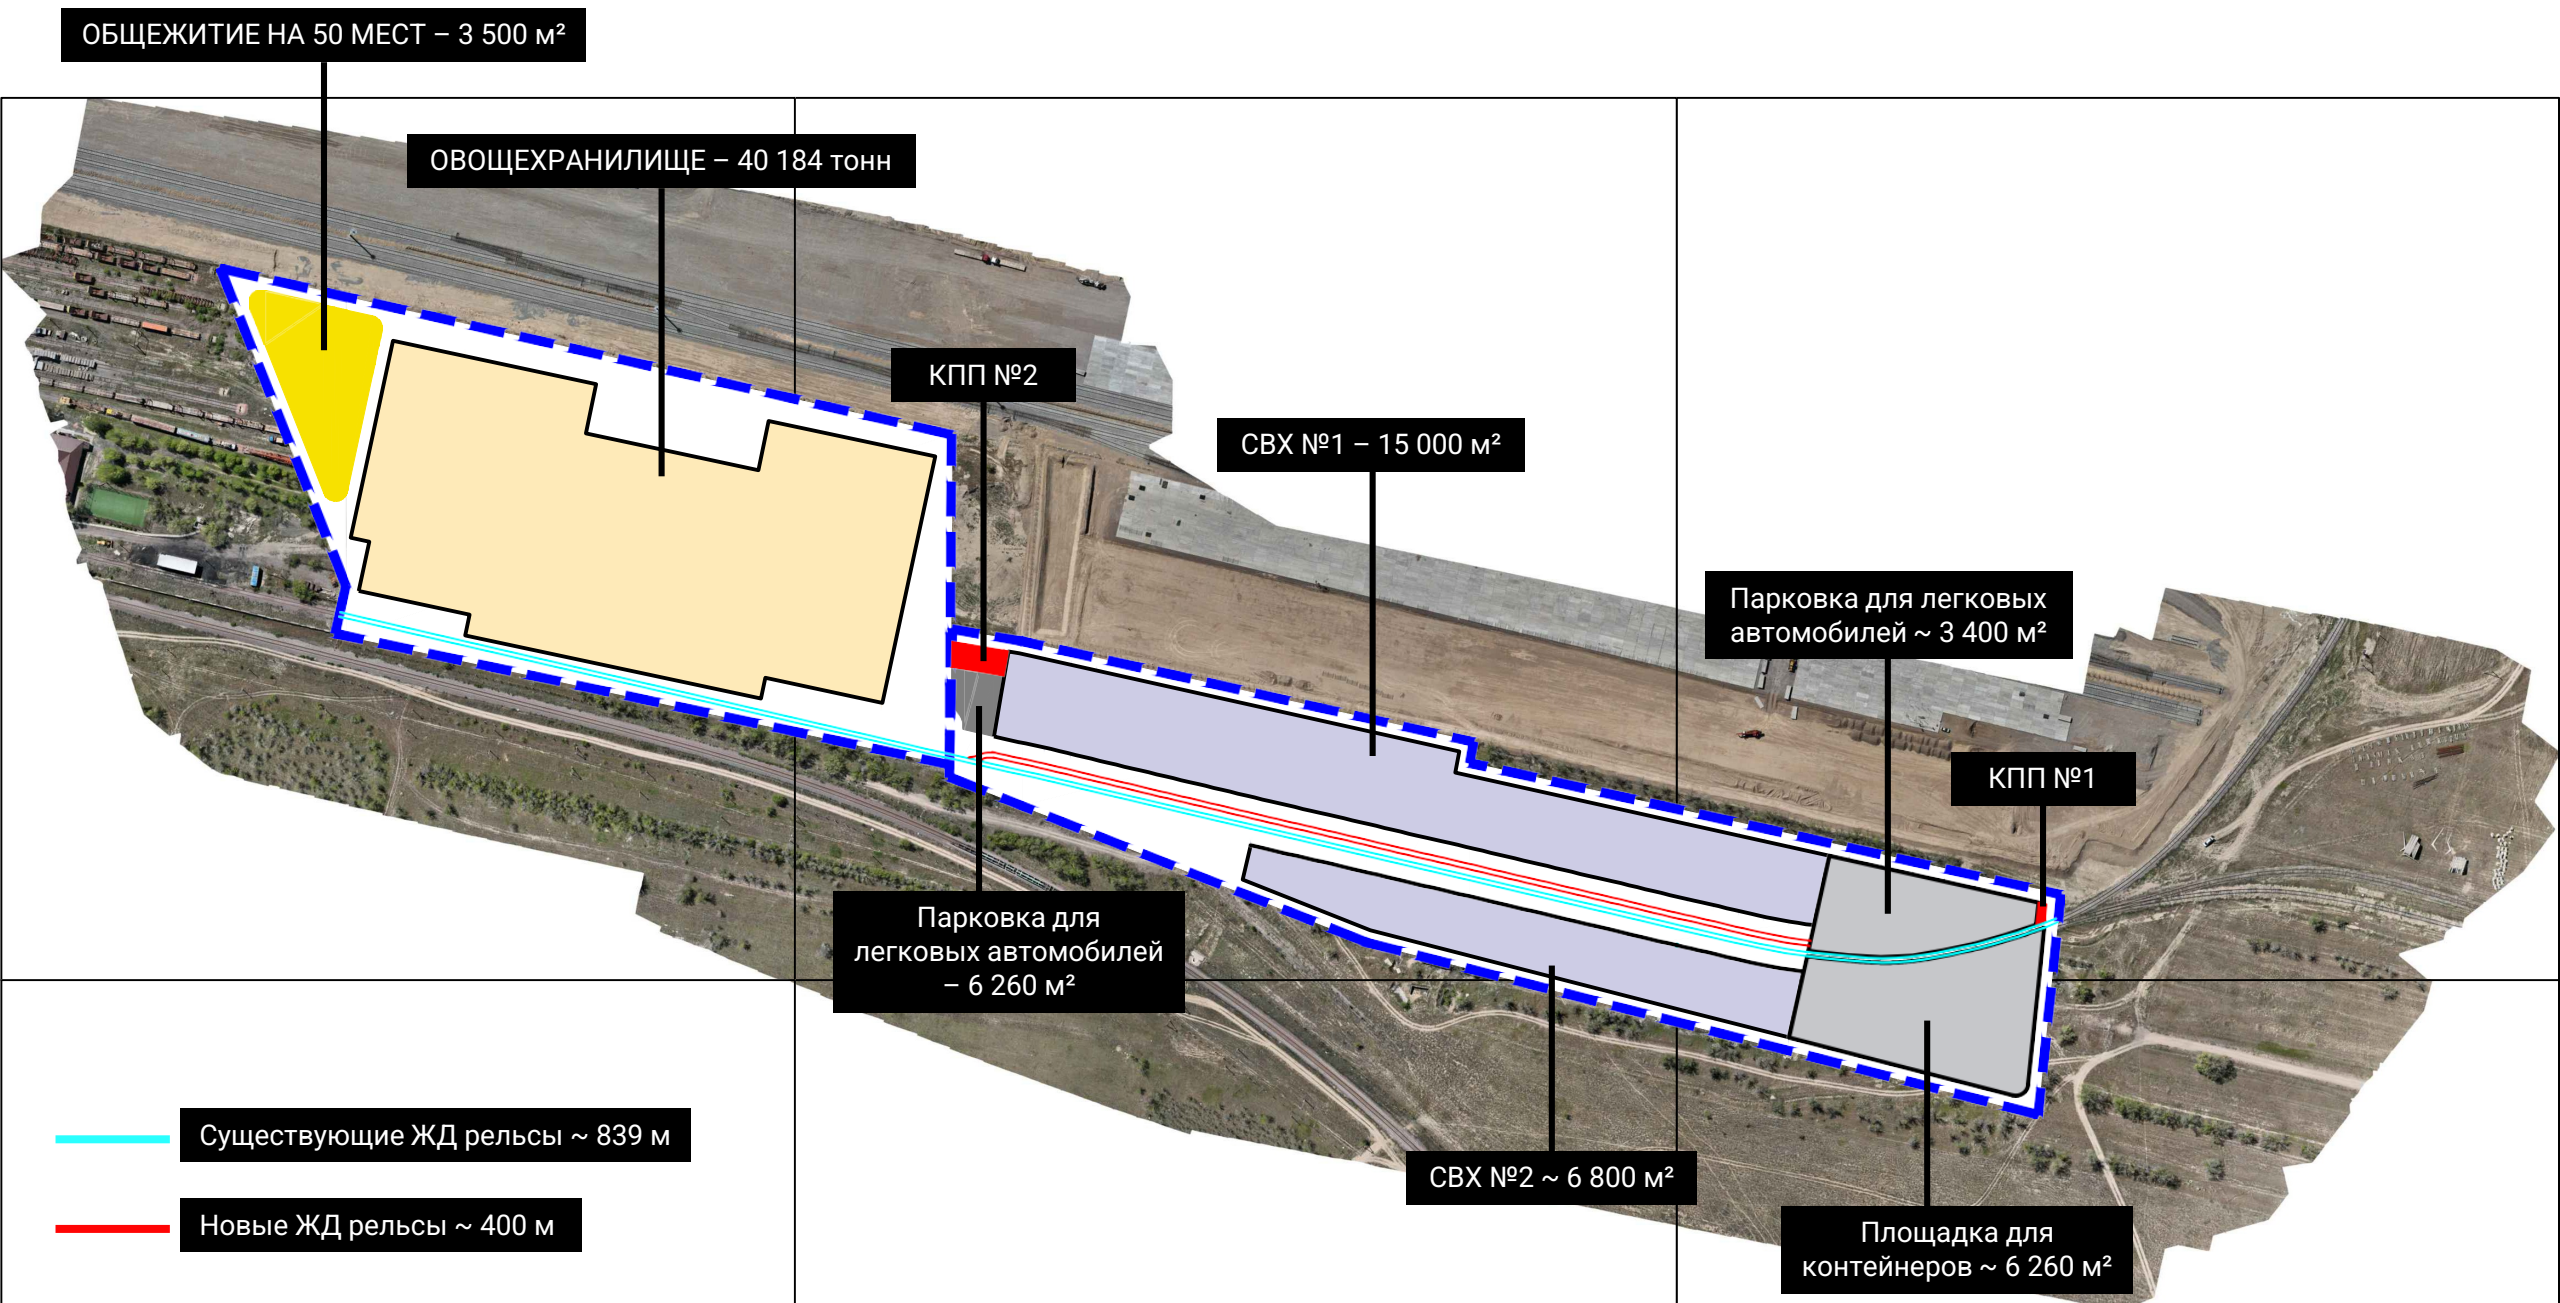 ОБЩЕЖИТИЕ НА 50 МЕСТ – 3 500 м²
ОВОЩЕХРАНИЛИЩЕ – 40 184 тонн
КПП №2
СВХ №1 – 15 000 м²
Парковка для легковых
автомобилей ~ 3 400 м²
КПП №1
Парковка для
легковых автомобилей
– 6 260 м²
СВХ №2 ~ 6 800 м²
Площадка для
контейнеров ~ 6 260 м²
Существующие ЖД рельсы ~ 839 м
Новые ЖД рельсы ~ 400 м